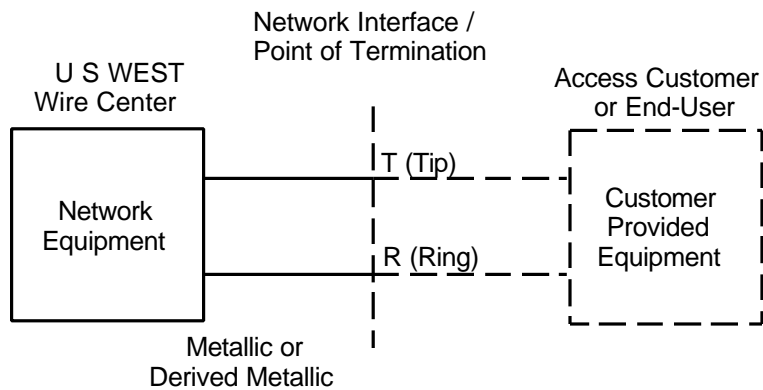 Network Interface /
Point of Termination
U S WEST
Wire Center
Access Customer
or End-User
T (Tip)
Network
Equipment
Customer
Provided
Equipment
R (Ring)
Metallic or
Derived Metallic